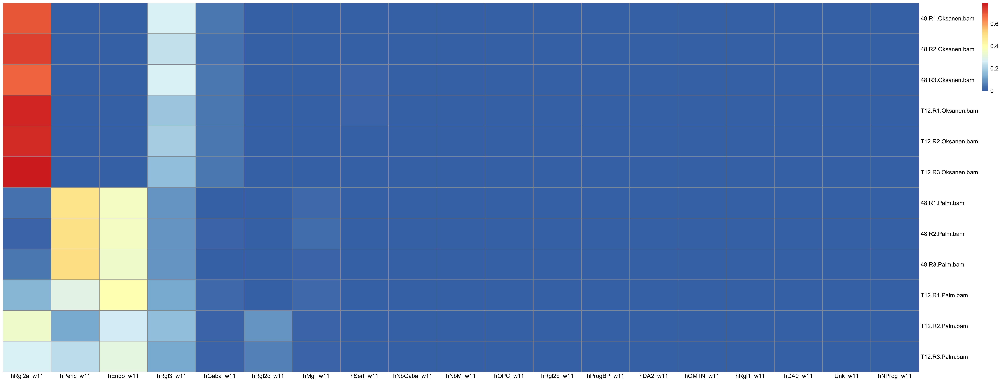 48.R1.Oksanen.bam
48.R2.Oksanen.bam
48.R3.Oksanen.bam
T12.R1.Oksanen.bam
T12.R2.Oksanen.bam
T12.R3.Oksanen.bam
48.R1.Palm.bam
48.R2.Palm.bam
48.R3.Palm.bam
T12.R1.Palm.bam
T12.R2.Palm.bam
T12.R3.Palm.bam
0.6
0.4
0.2
0
hRgl2a_w11 hPeric_w11 hEndo_w11 hRgl3_w11 hGaba_w11 hRgl2c_w11 hMgl_w11 hSert_w11 hNbGaba_w11 hNbM_w11 hOPC_w11 hRgl2b_w11 hProgBP_w11 hDA2_w11 hOMTN_w11 hRgl1_w11 hDA0_w11 Unk_w11 hNProg_w11